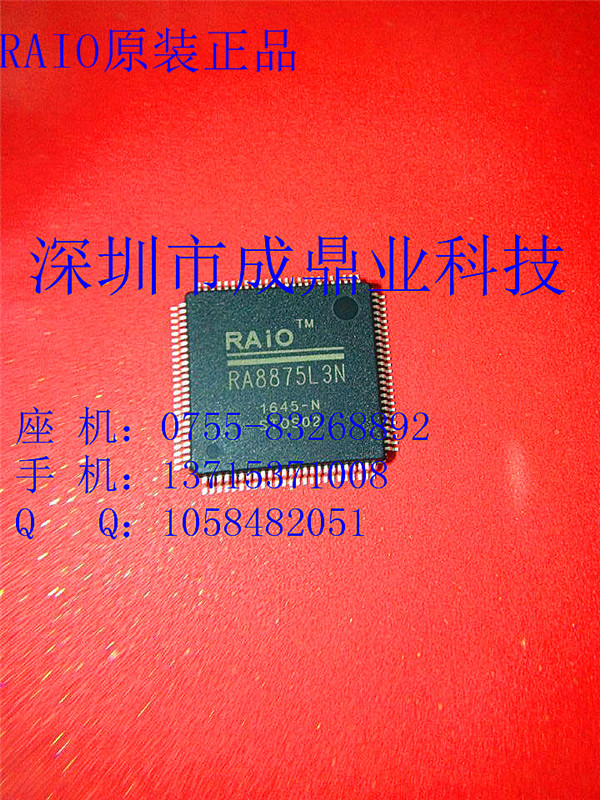 RAIO原装正品
深圳市成鼎业科技
RAiO™
RA8875L3N
1645-N
座 机：0755-83268892
手 机：13715371008
Q Q：1058482051